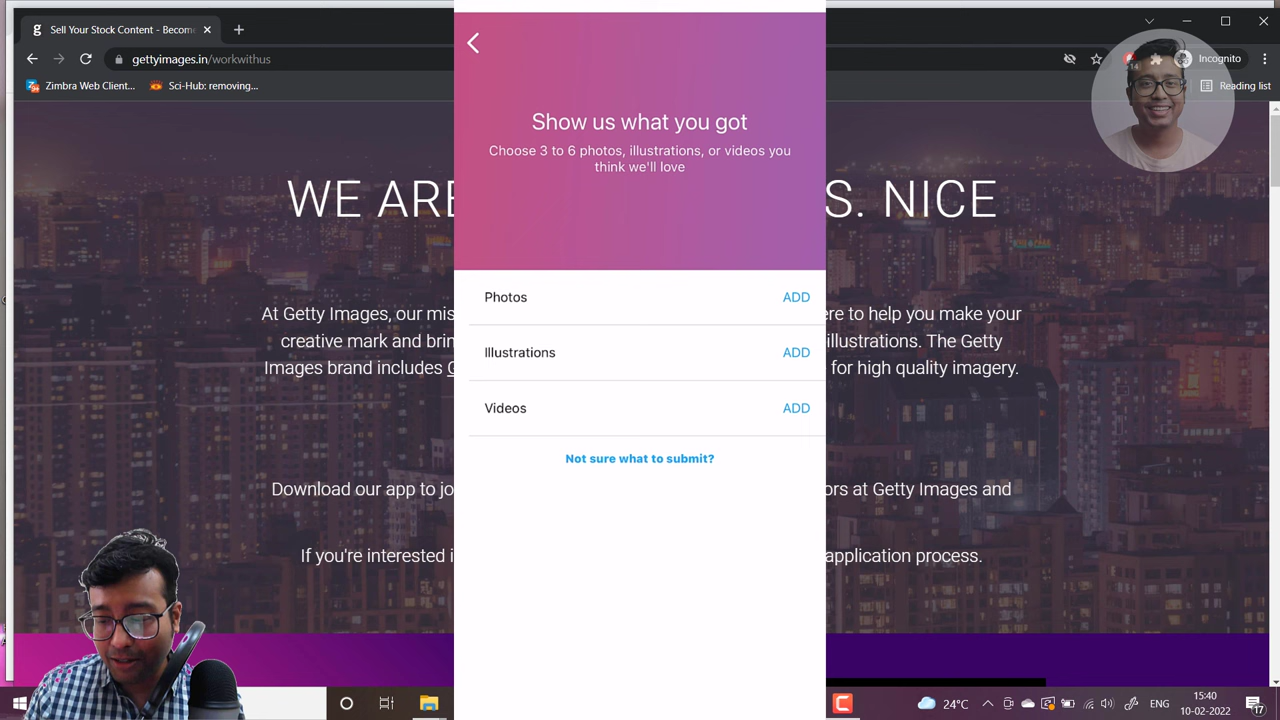 Sell Your Stock Content - Becom
gettyimages.in/workwithus
Incognito
14
Zimbra Web Client...
Sci-Hub: removing...
Reading list
Show us what you got
Choose 3 to 6 photos, illustrations, or videos you
think we'll love
WE ARE S. NICE
Photos ADD
At Getty Images, our mis ere to help you make your
creative mark and brin illustrations. The Getty
Images brand includes G for high quality imagery.
Illustrations ADD
Videos ADD
Not sure what to submit?
Download our app to jo ors at Getty Images and
If you're interested i application process.
24°C
15:40
10-02-2022
17